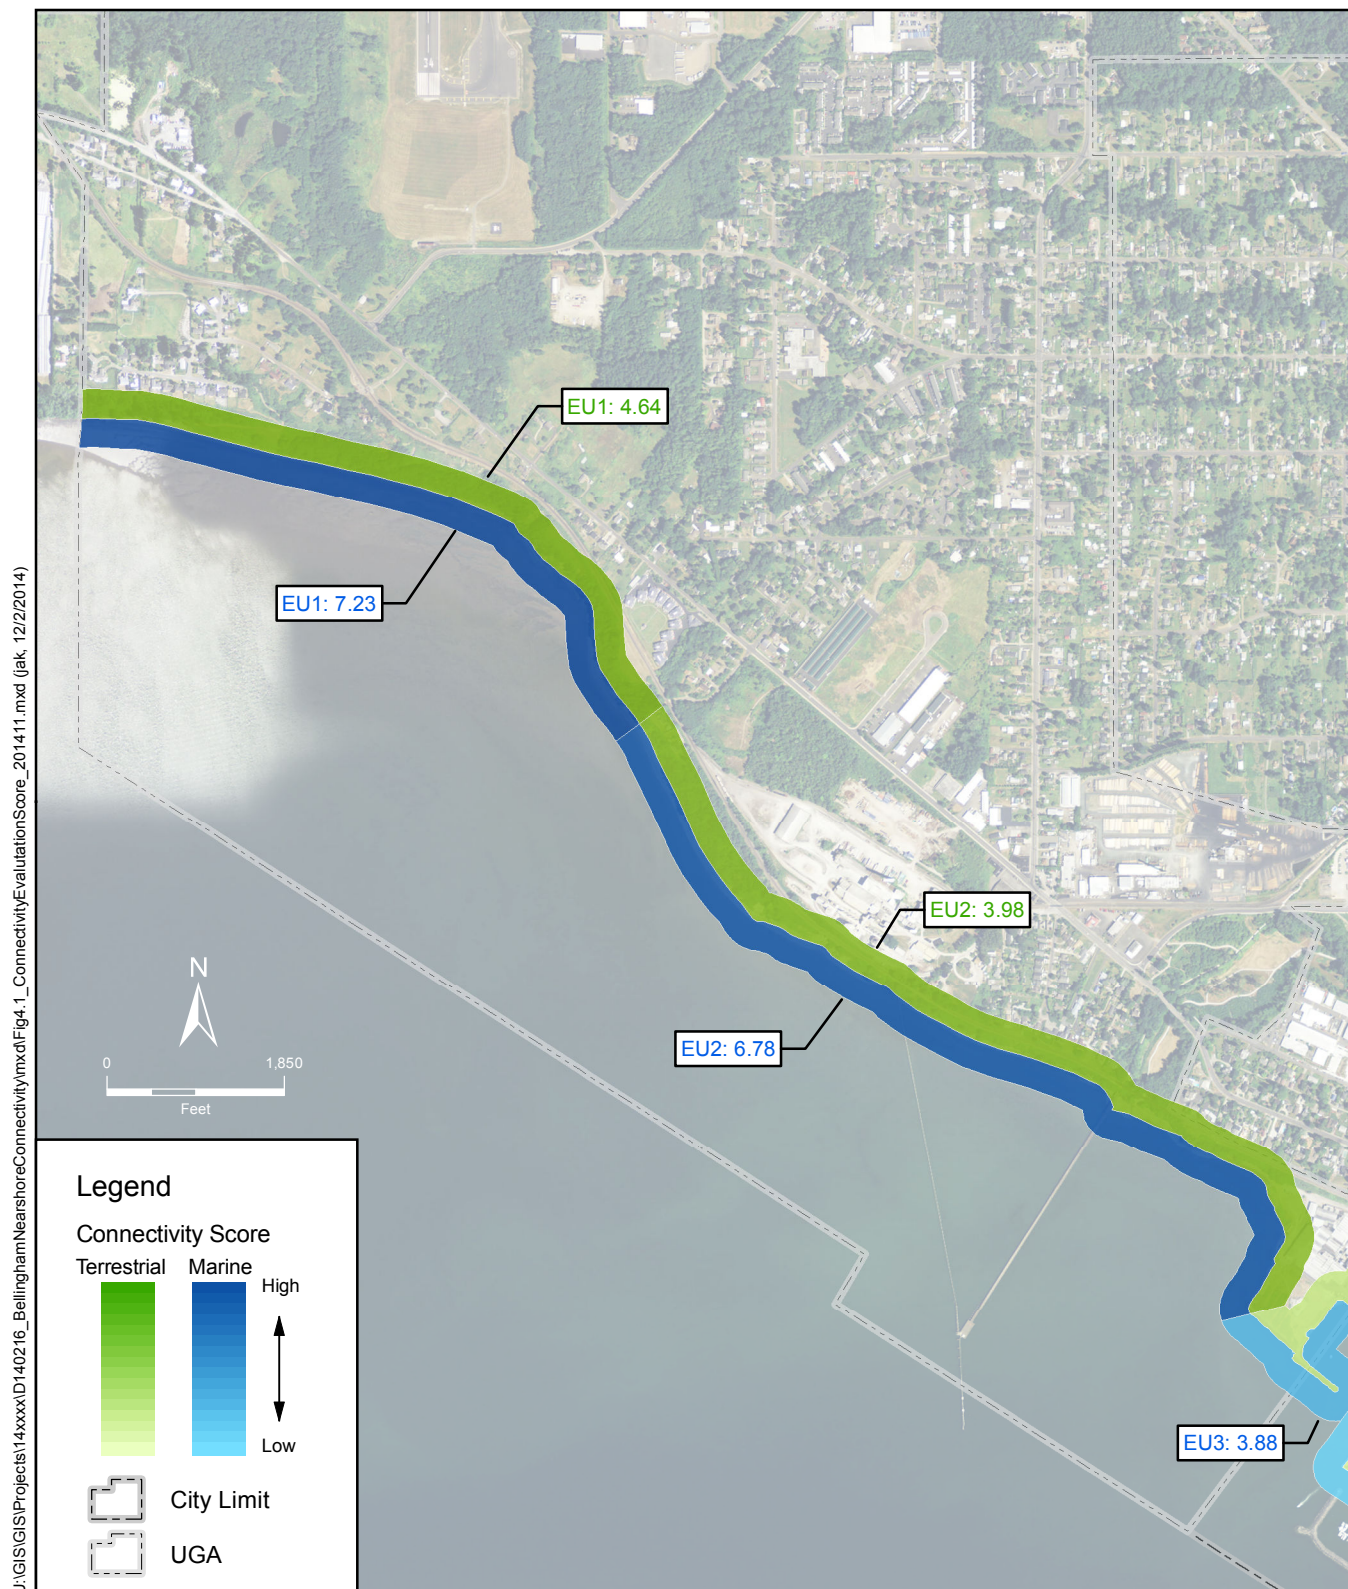 EU1: 4.64
EU1: 7.23
EU2: 3.98
EU2: 6.78
EU3: 3.88
N
0 1,850
Feet
Legend
Connectivity Score
Terrestrial Marine
High
Low
City Limit
UGA
J:\GIS\GIS\Projects\14xxxx\D140216_BellinghamNearshoreConnectivity\mxd\Fig4.1_ConnectivityEvalutationScore_201411.mxd (jak, 12/2/2014)